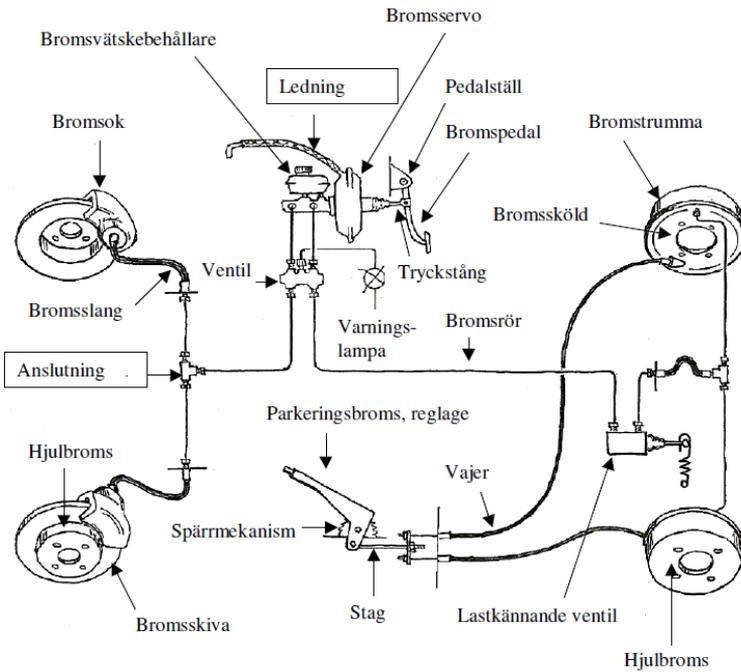 Bromsservo
Bromsvätskebehållare
Ledning
Pedalställ
Bromsok
Bromspedal
Bromstrumma
Bromssköld
Ventil
Tryckstång
Bromsslang
Varnings-
lampa
Bromsrör
Anslutning
Parkeringsbroms, reglage
Hjulbroms
Vajer
Spärrmekanism
Stag
Lastkännande ventil
Bromsskiva
Hjulbroms